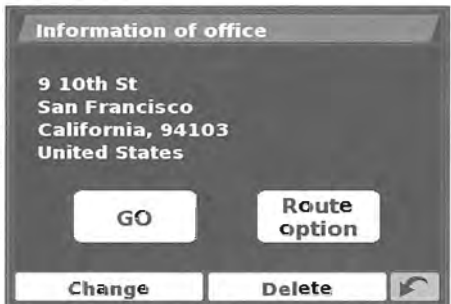 Information of office
9 10th St
San Francisco
California, 94103
United States
GO
Route
option
Change
Delete